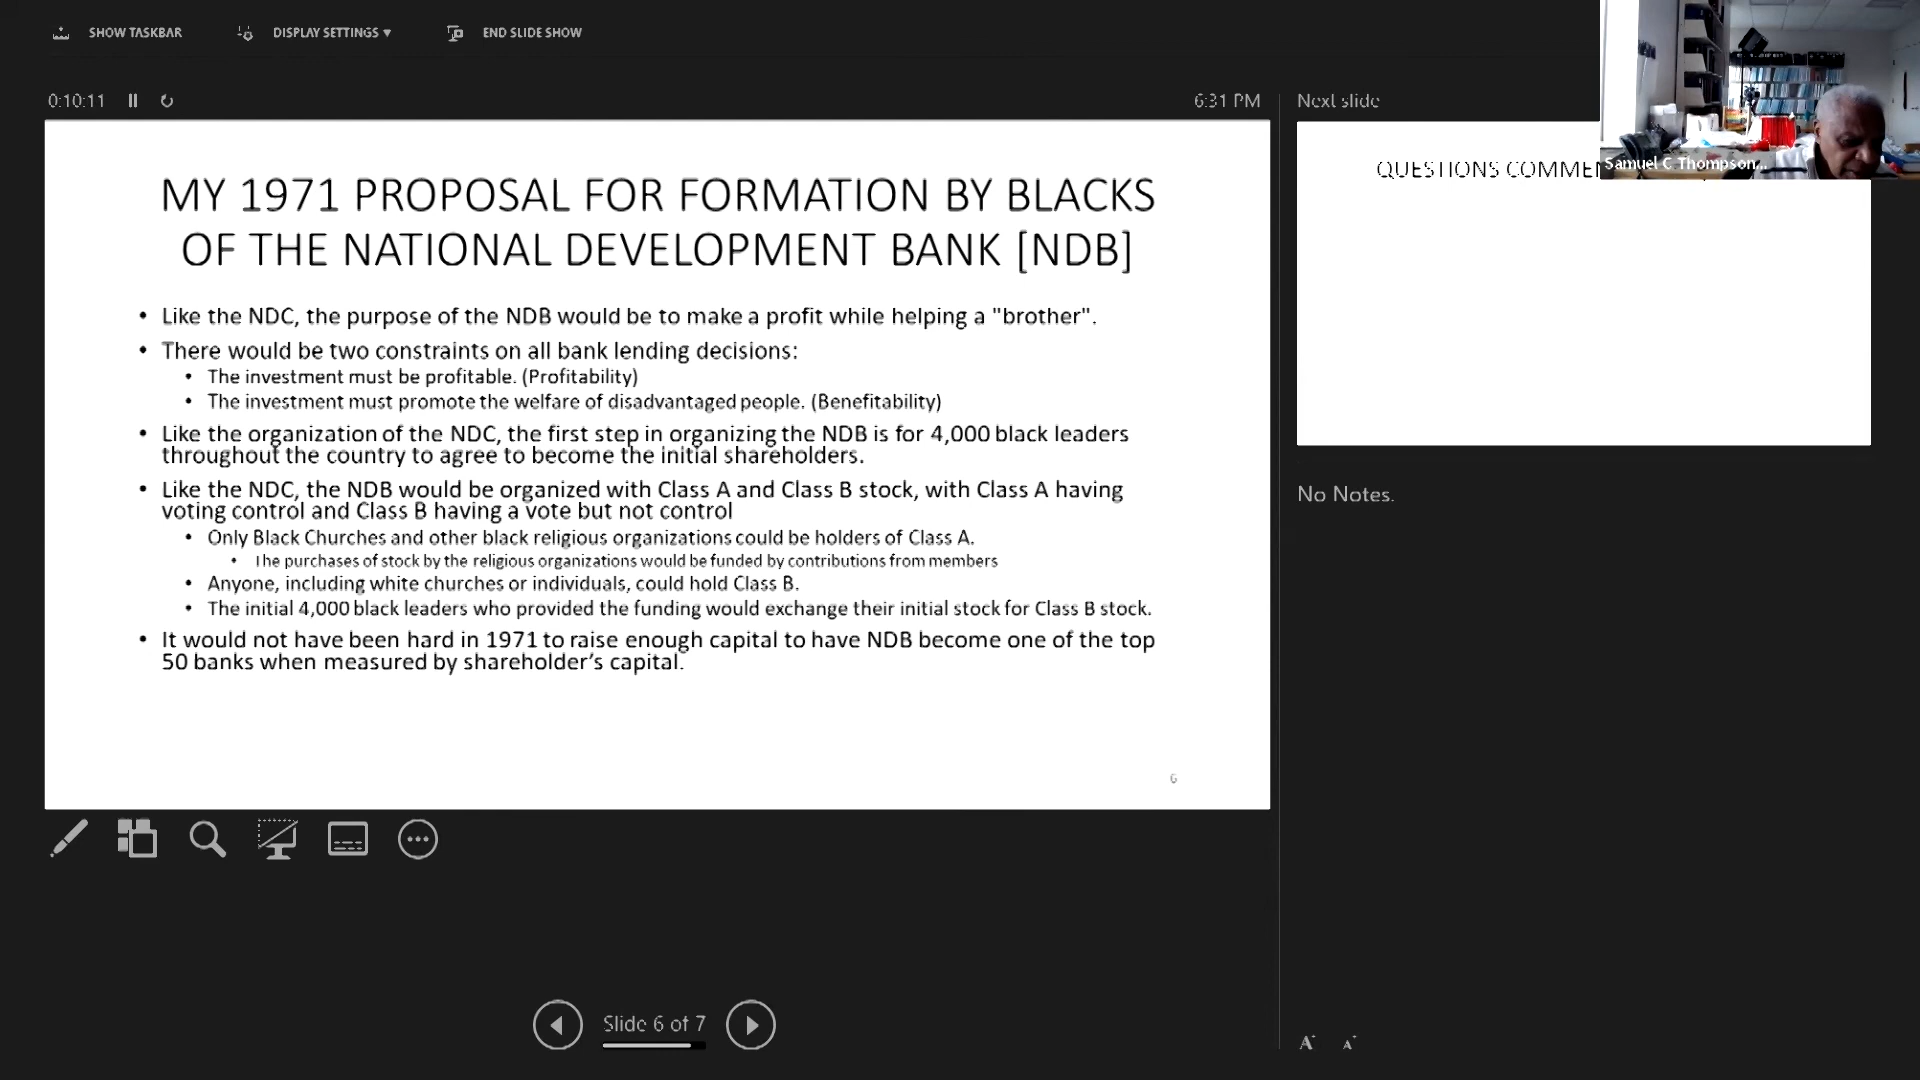 SHOW TASKBAR
DISPLAY SETTINGS ▾
END SLIDE SHOW
0:10:11
6:31 PM
Next slide
MY 1971 PROPOSAL FOR FORMATION BY BLACKS
OF THE NATIONAL DEVELOPMENT BANK [NDB]
• Like the NDC, the purpose of the NDB would be to make a profit while helping a "brother".
• There would be two constraints on all bank lending decisions:
• The investment must be profitable. (Profitability)
• The investment must promote the welfare of disadvantaged people. (Benefitability)
• Like the organization of the NDC, the first step in organizing the NDB is for 4,000 black leaders
throughout the country to agree to become the initial shareholders.
• Like the NDC, the NDB would be organized with Class A and Class B stock, with Class A having
voting control and Class B having a vote but not control
• Only Black Churches and other black religious organizations could be holders of Class A.
• The purchases of stock by the religious organizations would be funded by contributions from members
• Anyone, including white churches or individuals, could hold Class B.
• The initial 4,000 black leaders who provided the funding would exchange their initial stock for Class B stock.
• It would not have been hard in 1971 to raise enough capital to have NDB become one of the top
50 banks when measured by shareholder’s capital.
6
QUESTIONS
Samuel C Thompson...
No Notes.
Slide 6 of 7
A A